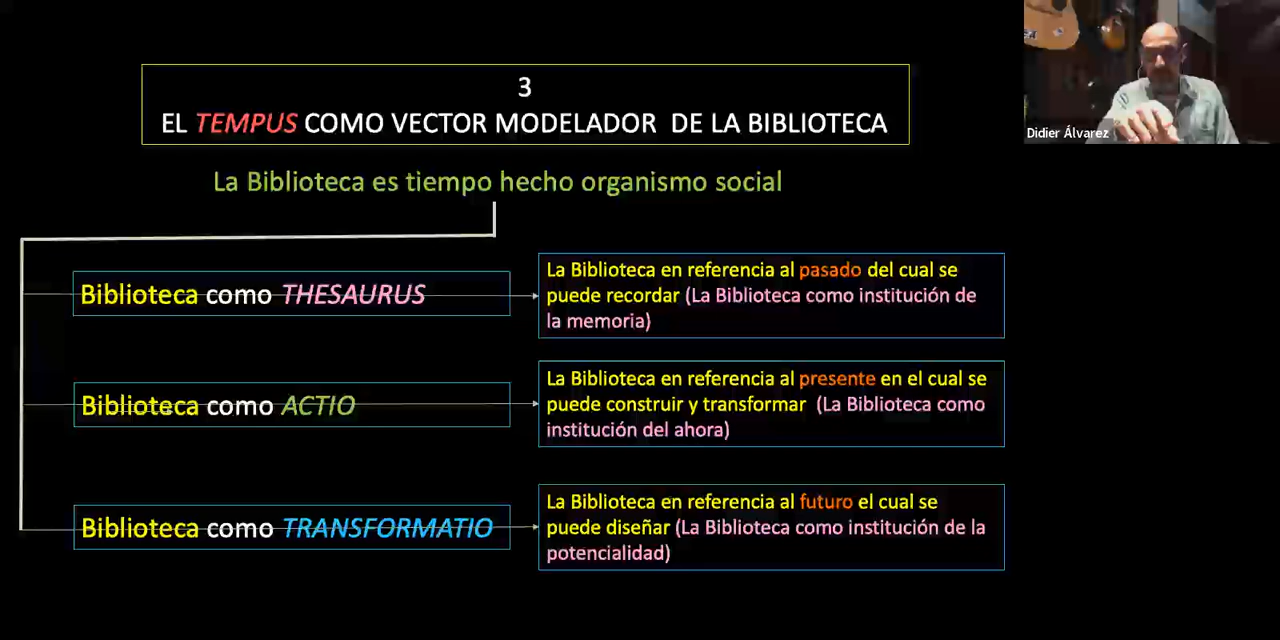 3
EL TEMPUS COMO VECTOR MODELADOR DE LA BIBLIOTECA
La Biblioteca es tiempo hecho organismo social
Biblioteca como THESAURUS
La Biblioteca en referencia al pasado del cual se
puede recordar (La Biblioteca como institución de
la memoria)
Biblioteca como ACTIO
La Biblioteca en referencia al presente en el cual se
puede construir y transformar (La Biblioteca como
institución del ahora)
Biblioteca como TRANSFORMATIO
La Biblioteca en referencia al futuro el cual se
puede diseñar (La Biblioteca como institución de la
potencialidad)
Didier Álvarez